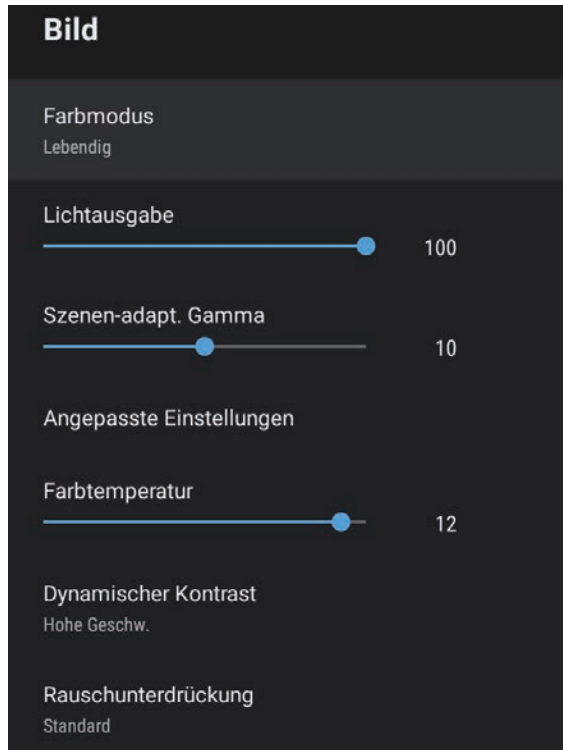 Bild
Farbmodus
Lebendig
Lichtausgabe
100
Szenen-adapt. Gamma
10
Angepasste Einstellungen
Farbtemperatur
12
Dynamischer Kontrast
Hohe Geschw.
Rauschunterdrückung
Standard